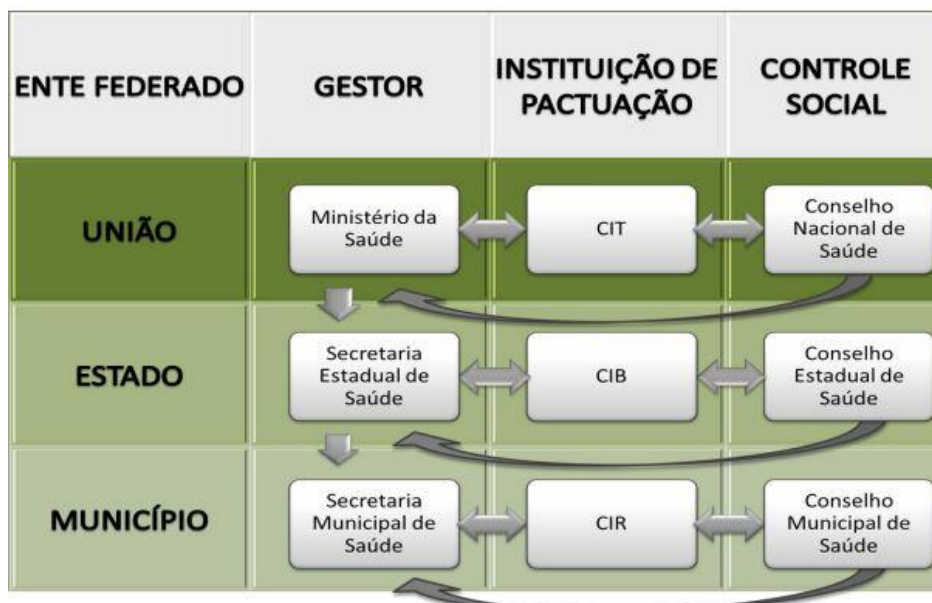 ENTE FEDERADO
GESTOR
INSTITUIÇÃO DE
PACTUAÇÃO
CONTROLE
SOCIAL
UNIÃO
Ministério da
Saúde
CIT
Conselho
Nacional de
Saúde
ESTADO
Secretaria
Estadual de
Saúde
CIB
Conselho
Estadual de
Saúde
MUNICÍPIO
Secretaria
Municipal de
Saúde
CIR
Conselho
Municipal de
Saúde